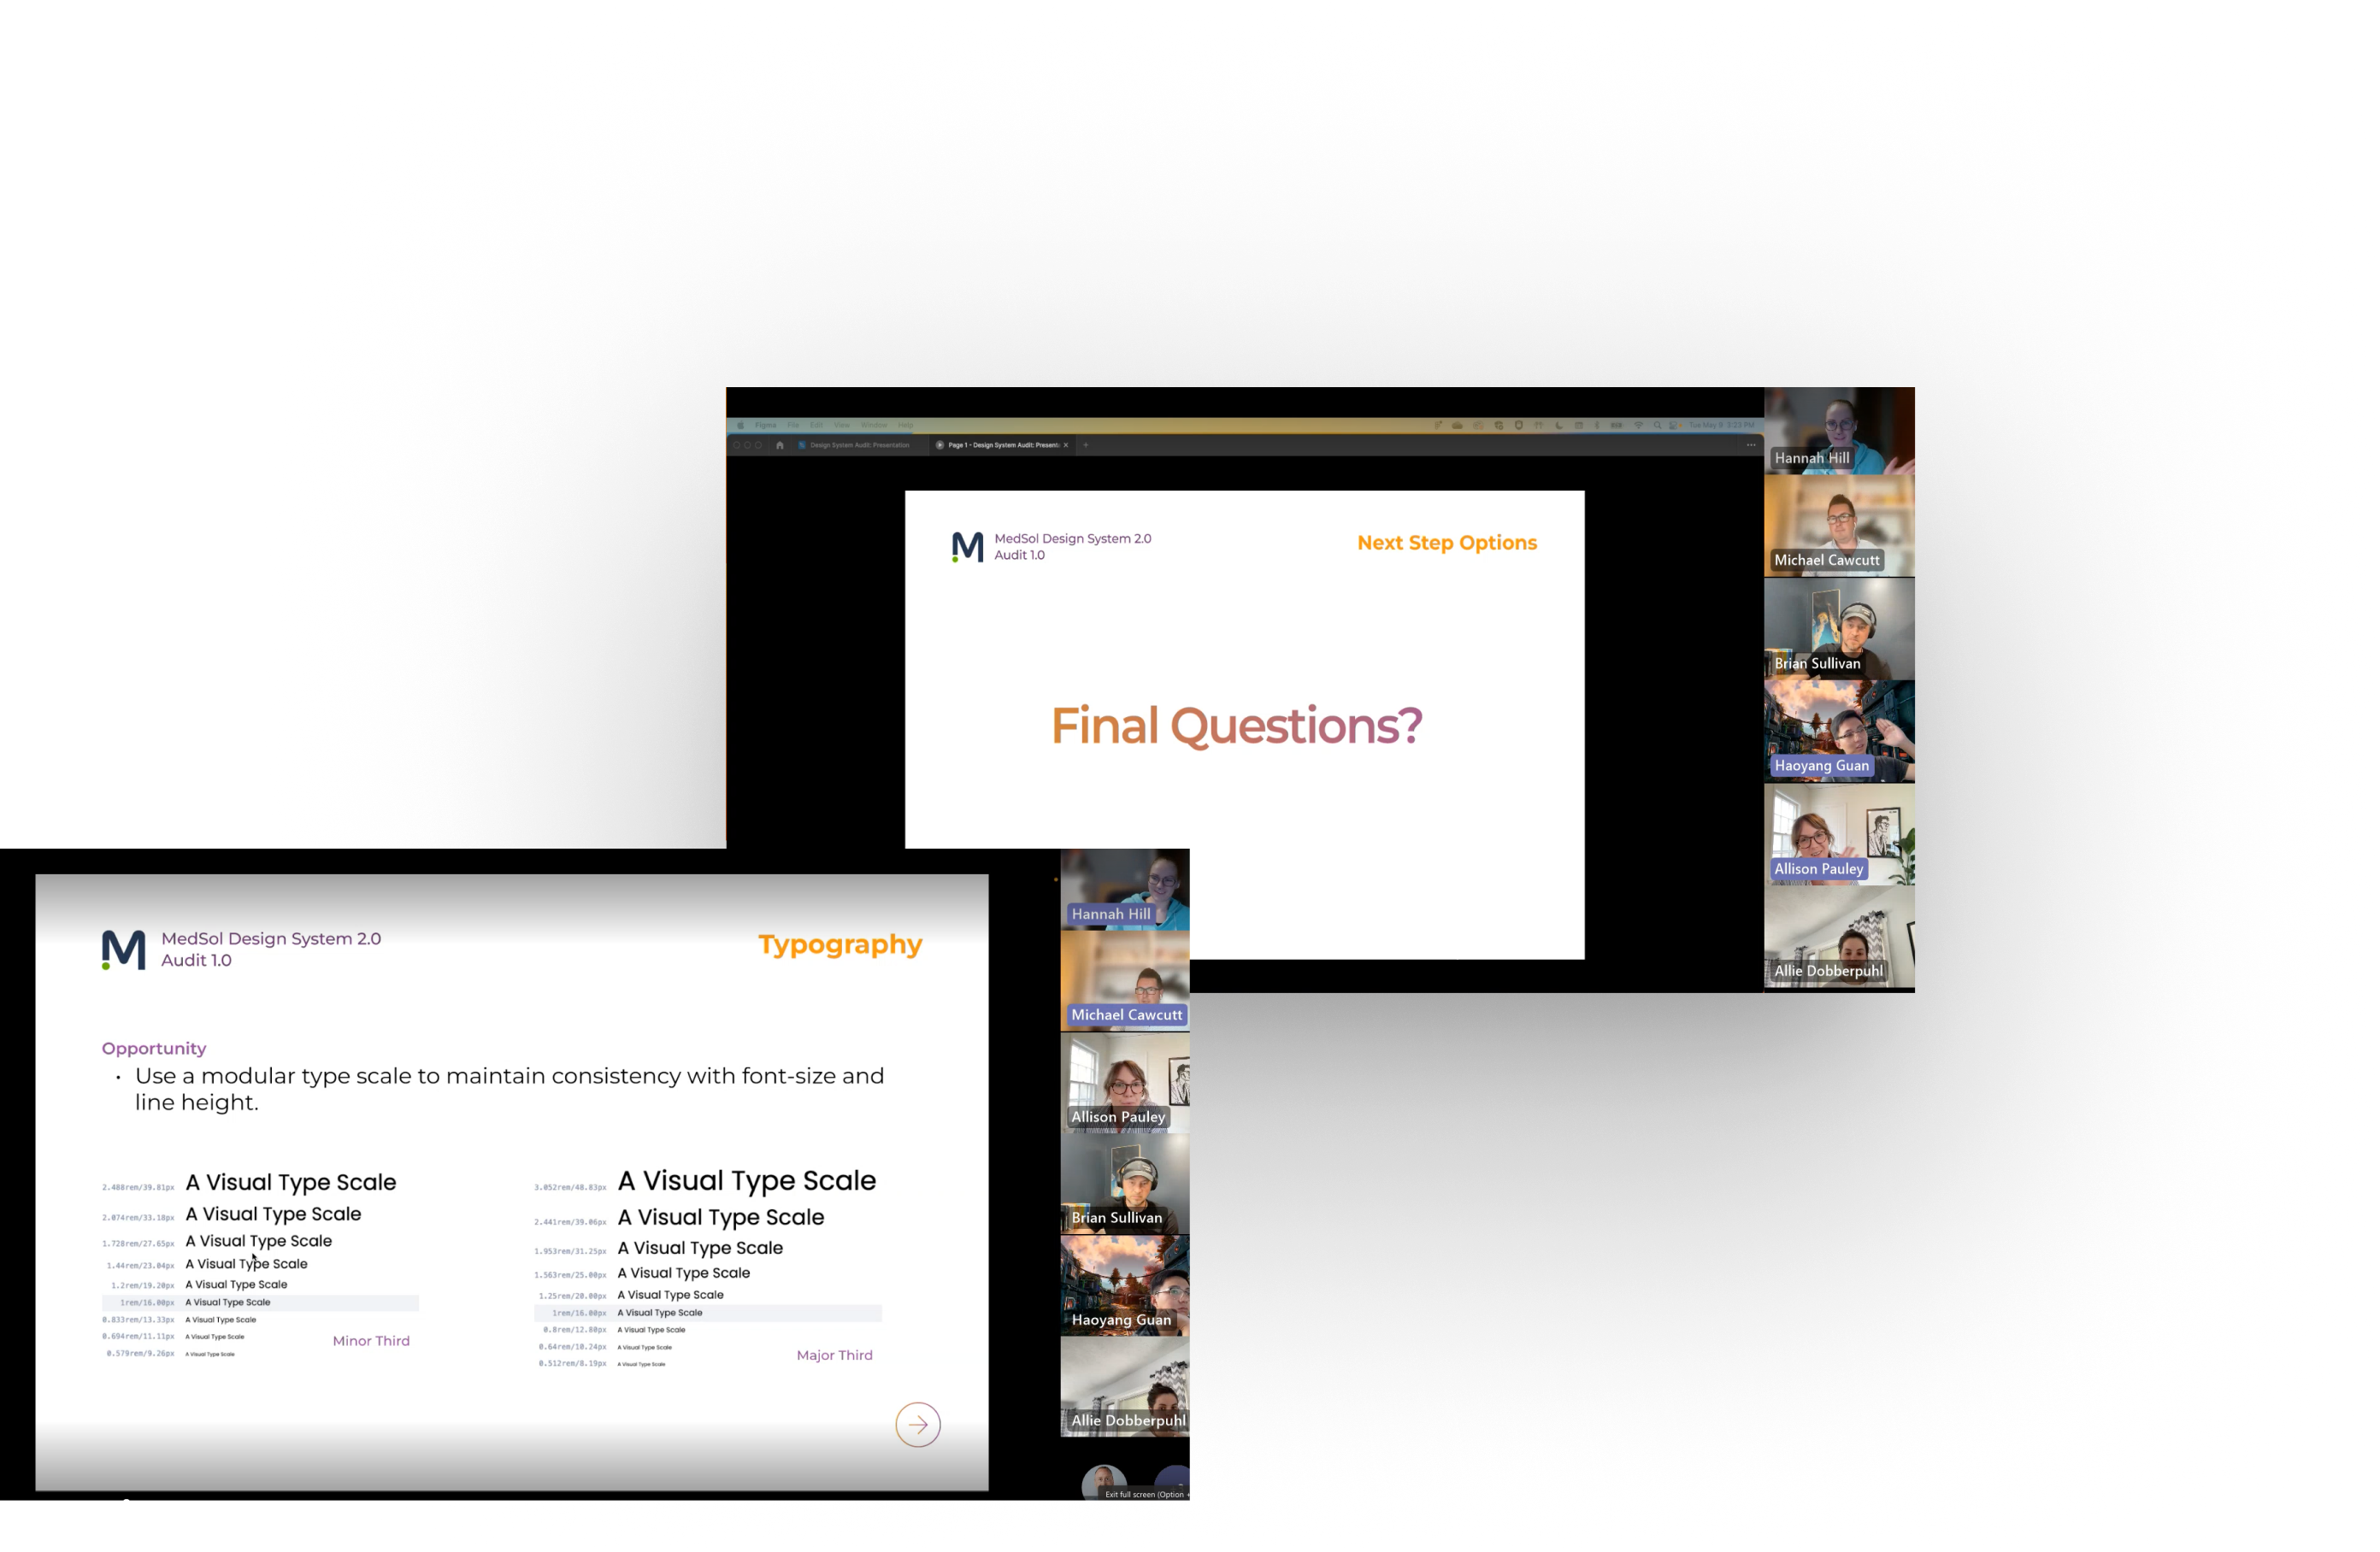 Figma File Edit View Window Help
Tue May 9 3:23 PM
Design System Audit: Presentation
Page 1 - Design System Audit: Present:
MedSol Design System 2.0
Audit 1.0
Next Step Options
Final Questions?
Hannah Hill
Michael Cawcutt
Brian Sullivan
Haoyang Guan
Allison Pauley
Allie Dobberpuhl
MedSol Design System 2.0
Audit 1.0
Typography
Opportunity
• Use a modular type scale to maintain consistency with font-size and
line height.
2.488rem/39.81px A Visual Type Scale
2.074rem/33.18px A Visual Type Scale
1.728rem/27.65px A Visual Type Scale
1.44rem/23.04px A Visual Type Scale
1.2rem/19.20px A Visual Type Scale
1rem/16.00px A Visual Type Scale
0.833rem/13.33px A Visual Type Scale
0.694rem/11.11px A Visual Type Scale
0.579rem/9.26px A Visual Type Scale
Minor Third
3.052rem/48.83px A Visual Type Scale
2.441rem/39.06px A Visual Type Scale
1.953rem/31.25px A Visual Type Scale
1.563rem/25.00px A Visual Type Scale
1.25rem/20.00px A Visual Type Scale
1rem/16.00px A Visual Type Scale
0.8rem/12.80px A Visual Type Scale
0.64rem/10.24px A Visual Type Scale
0.512rem/8.19px A Visual Type Scale
Major Third
Hannah Hill
Michael Cawcutt
Allison Pauley
Brian Sullivan
Haoyang Guan
Allie Dobberpuhl
Exit full screen (Option +